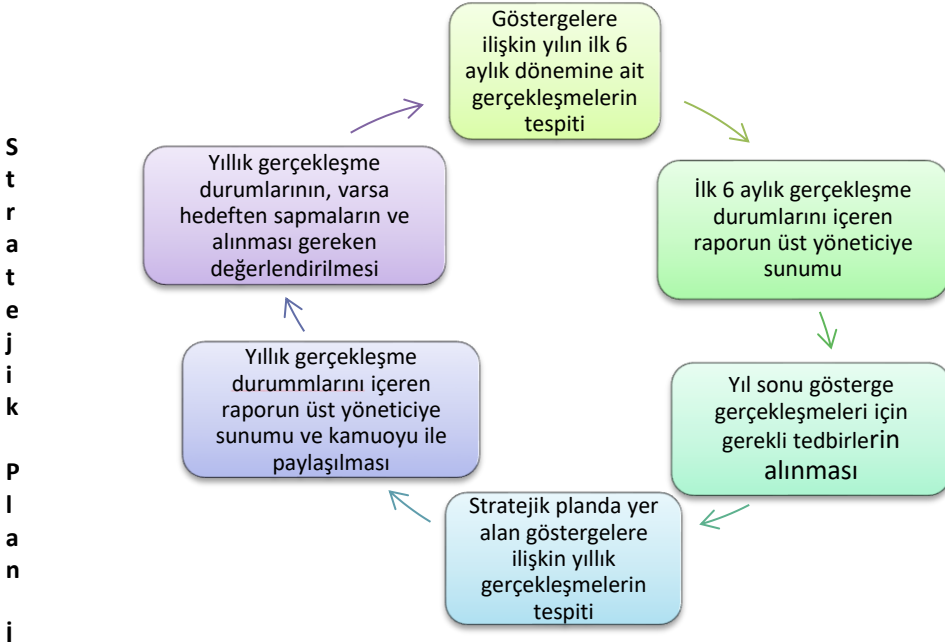 Göstergelere
ilişkin yılın ilk 6
aylık dönemine ait
gerçekleşmelerin
tespiti
İlk 6 aylık gerçekleşme
durumlarını içeren
raporun üst yöneticiye
sunumu
Yıl sonu gösterge
gerçekleşmeleri için
gerekli tedbirlerin
alınması
Stratejik planda yer
alan göstergelere
ilişkin yıllık
gerçekleşmelerin
tespiti
Yıllık gerçekleşme
durummlarını içeren
raporun üst yöneticiye
sunumu ve kamuoyu ile
paylaşılması
Yıllık gerçekleşme
durumlarının, varsa
hedeften sapmaların ve
alınması gereken
değerlendirilmesi
S
t
r
a
t
e
j
i
k
P
l
a
n
i